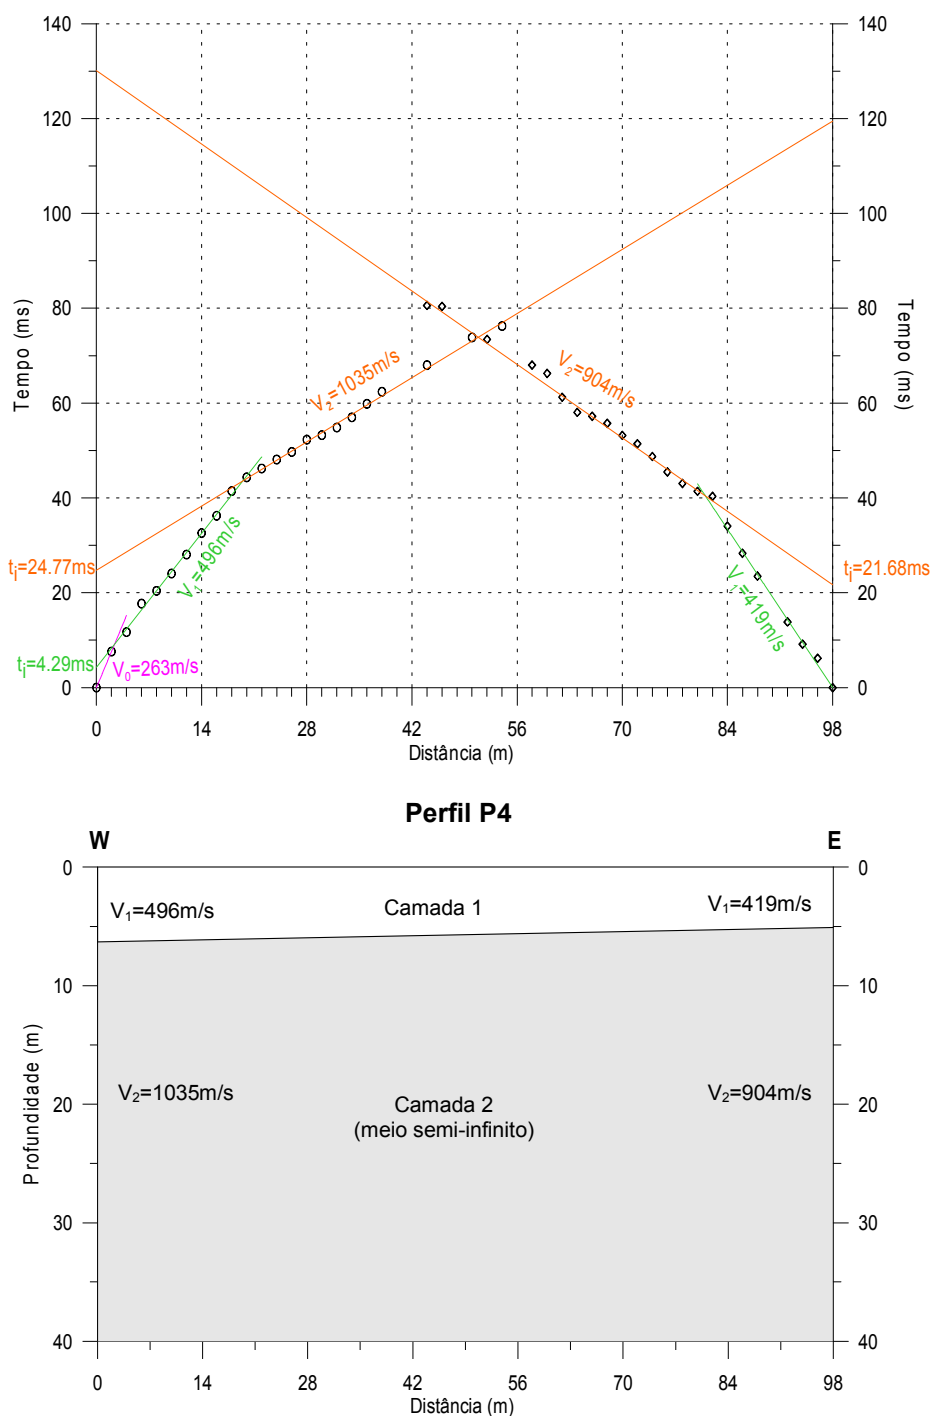 140
120
100
80
60
40
20
0
Tempo (ms)
140
120
100
80
60
40
20
0
Tempo (ms)
V₂=1035m/s
V₂=904m/s
V₁=496m/s
V₁=419m/s
tᵢ=24.77ms
tᵢ=21.68ms
tᵢ=4.29ms
V₀=263m/s
0 14 28 42 56 70 84 98
Distância (m)
Perfil P4
W E
0
10
20
30
40
Profundidade (m)
0
10
20
30
40
V₁=496m/s Camada 1 V₁=419m/s
V₂=1035m/s V₂=904m/s
Camada 2
(meio semi-infinito)
0 14 28 42 56 70 84 98
Distância (m)